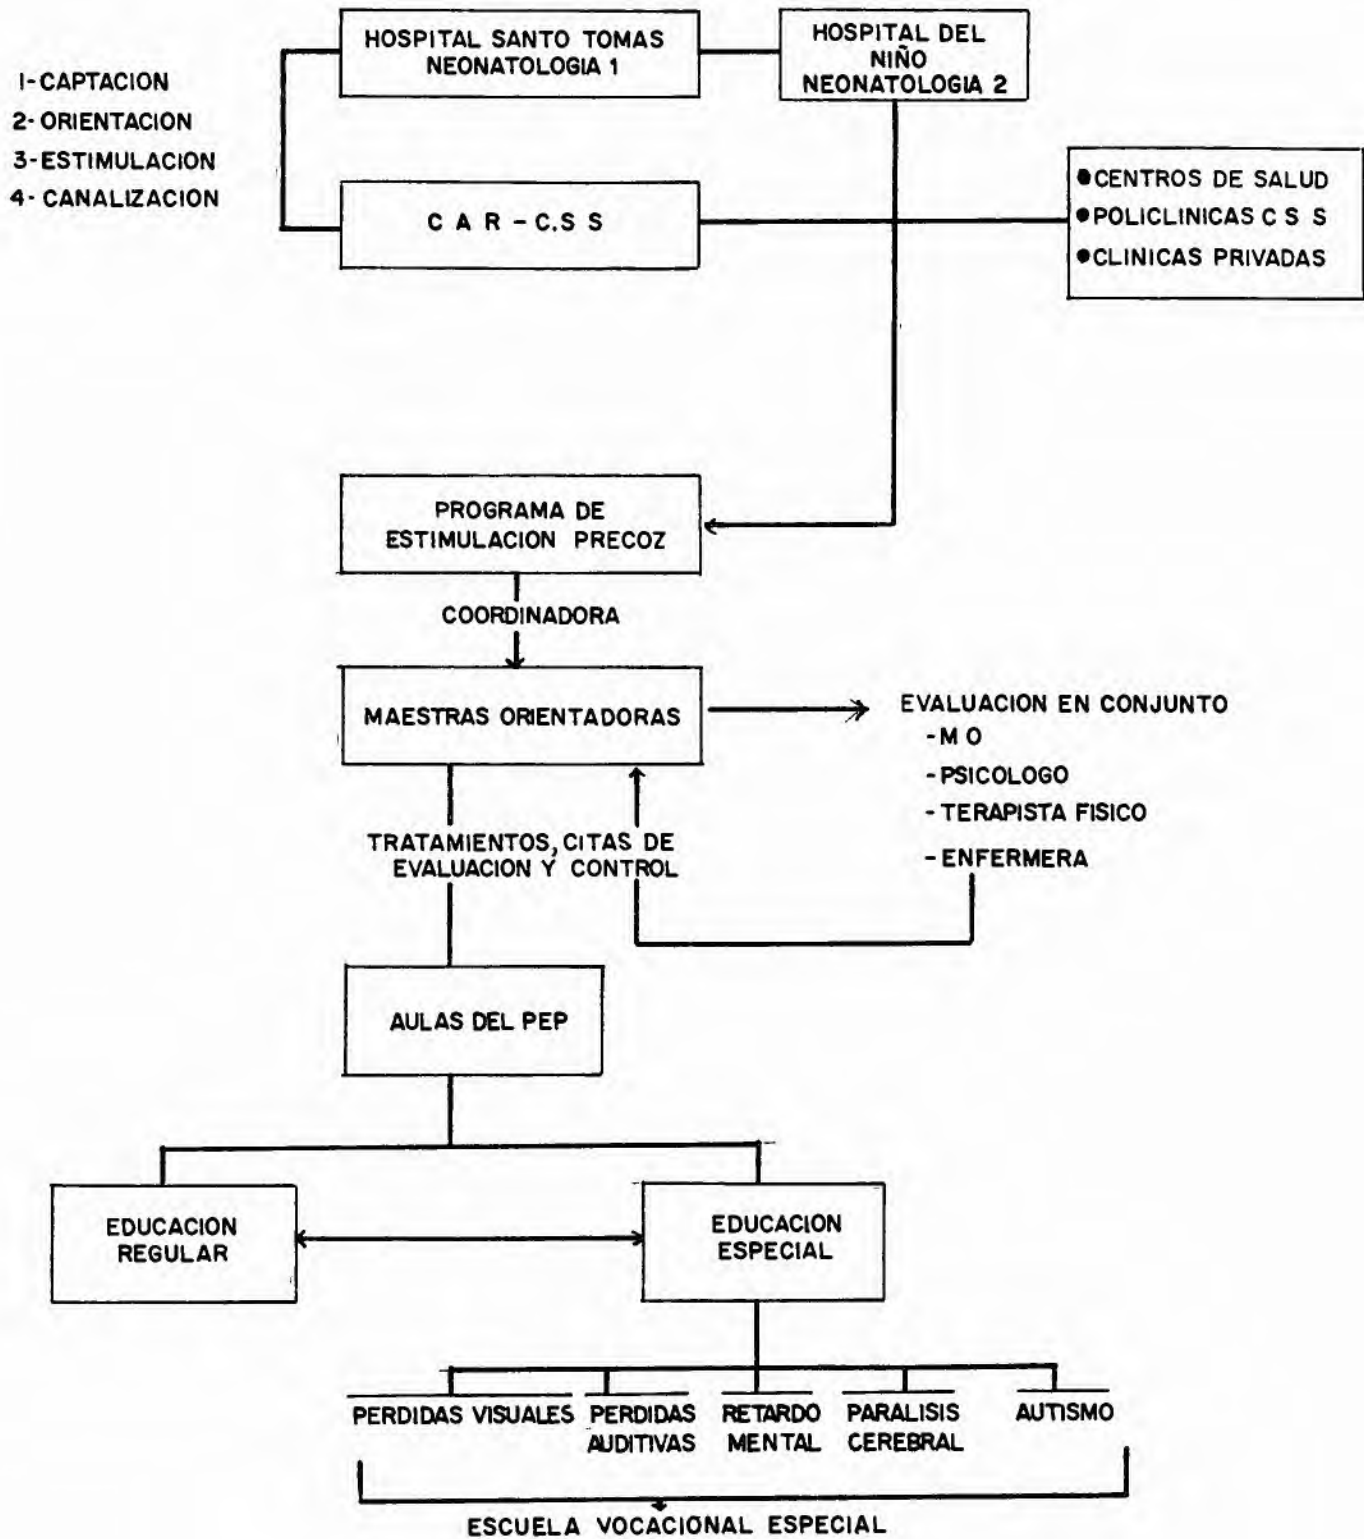 HOSPITAL SANTO TOMAS
NEONATOLOGIA 1
HOSPITAL DEL
NIÑO
NEONATOLOGIA 2
1-CAPTACION
2-ORIENTACION
3-ESTIMULACION
4-CANALIZACION
C A R - C.S S
•CENTROS DE SALUD
•POLICLINICAS C S S
•CLINICAS PRIVADAS
PROGRAMA DE
ESTIMULACION PRECOZ
COORDINADORA
MAESTRAS ORIENTADORAS
EVALUACION EN CONJUNTO
-M O
-PSICOLOGO
-TERAPISTA FISICO
-ENFERMERA
TRATAMIENTOS, CITAS DE
EVALUACION Y CONTROL
AULAS DEL PEP
EDUCACION
REGULAR
EDUCACION
ESPECIAL
PERDIDAS VISUALES
PERDIDAS
AUDITIVAS
RETARDO
MENTAL
PARALISIS
CEREBRAL
AUTISMO
ESCUELA VOCACIONAL ESPECIAL